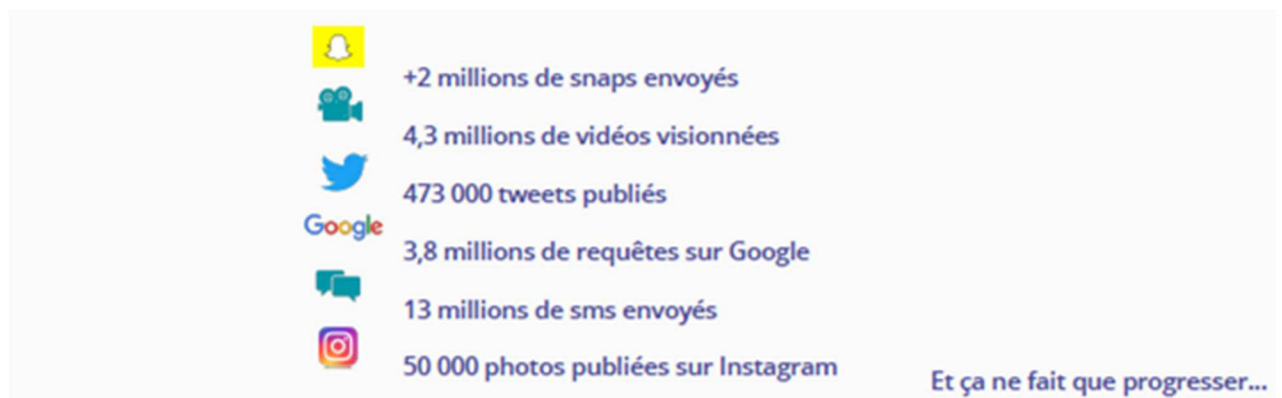 +2 millions de snaps envoyés
4,3 millions de vidéos visionnées
473 000 tweets publiés
Google
3,8 millions de requêtes sur Google
13 millions de sms envoyés
50 000 photos publiées sur Instagram
Et ça ne fait que progresser...